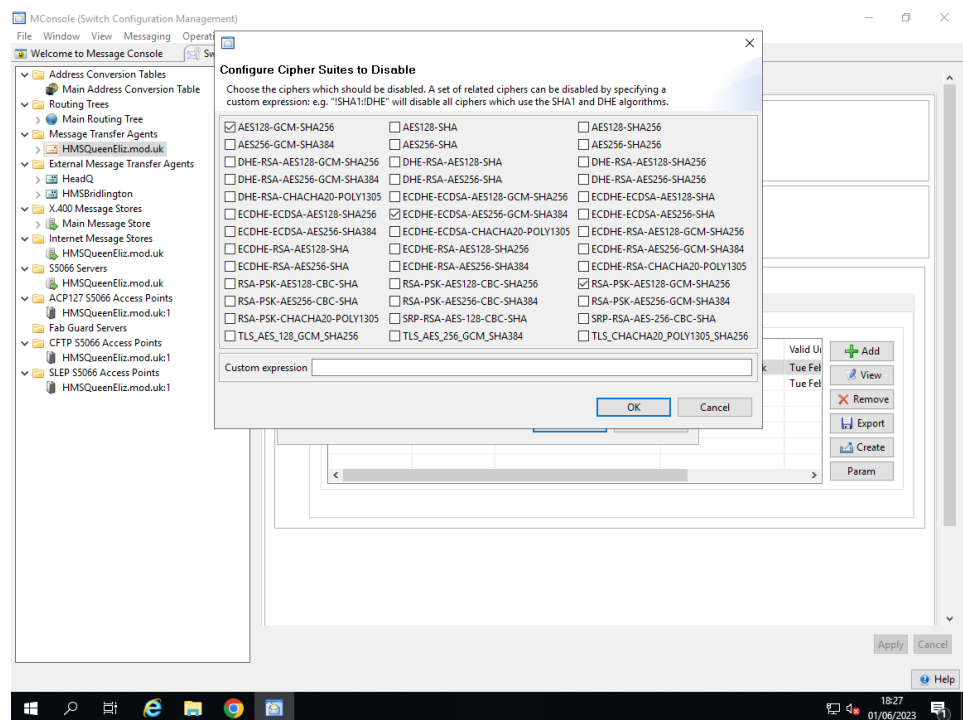 MConsole (Switch Configuration Management)
File Window View Messaging Operati
Welcome to Message Console
Sw
Address Conversion Tables
Main Address Conversion Table
Routing Trees
Main Routing Tree
Message Transfer Agents
HMSQueenEliz.mod.uk
External Message Transfer Agents
HeadQ
HMSBridlington
X.400 Message Stores
Main Message Store
Internet Message Stores
HMSQueenEliz.mod.uk
S5066 Servers
HMSQueenEliz.mod.uk
ACP127 S5066 Access Points
HMSQueenEliz.mod.uk:1
Fab Guard Servers
CFTP S5066 Access Points
HMSQueenEliz.mod.uk:1
SLEP S5066 Access Points
HMSQueenEliz.mod.uk:1
Configure Cipher Suites to Disable
Choose the ciphers which should be disabled. A set of related ciphers can be disabled by specifying a
custom expression: e.g. "!SHA1:!DHE" will disable all ciphers which use the SHA1 and DHE algorithms.
AES128-GCM-SHA256 AES128-SHA AES128-SHA256
AES256-GCM-SHA384 AES256-SHA AES256-SHA256
DHE-RSA-AES128-GCM-SHA256 DHE-RSA-AES128-SHA DHE-RSA-AES128-SHA256
DHE-RSA-AES256-GCM-SHA384 DHE-RSA-AES256-SHA DHE-RSA-AES256-SHA256
DHE-RSA-CHACHA20-POLY1305 ECDHE-ECDSA-AES128-GCM-SHA256 ECDHE-ECDSA-AES128-SHA
ECDHE-ECDSA-AES128-SHA256 ECDHE-ECDSA-AES256-GCM-SHA384 ECDHE-ECDSA-AES256-SHA
ECDHE-ECDSA-AES256-SHA384 ECDHE-ECDSA-CHACHA20-POLY1305 ECDHE-RSA-AES128-GCM-SHA256
ECDHE-RSA-AES128-SHA ECDHE-RSA-AES128-SHA256 ECDHE-RSA-AES256-GCM-SHA384
ECDHE-RSA-AES256-SHA ECDHE-RSA-AES256-SHA384 ECDHE-RSA-CHACHA20-POLY1305
RSA-PSK-AES128-CBC-SHA RSA-PSK-AES128-CBC-SHA256 RSA-PSK-AES128-GCM-SHA256
RSA-PSK-AES256-CBC-SHA RSA-PSK-AES256-CBC-SHA384 RSA-PSK-AES256-GCM-SHA384
RSA-PSK-CHACHA20-POLY1305 SRP-RSA-AES-128-CBC-SHA SRP-RSA-AES-256-CBC-SHA
TLS_AES_128_GCM_SHA256 TLS_AES_256_GCM_SHA384 TLS_CHACHA20_POLY1305_SHA256
Custom expression
OK Cancel
Valid Un
Tue Feb
Tue Feb
Add
View
Remove
Export
Create
Param
Apply Cancel
Help
18:27
01/06/2023
1